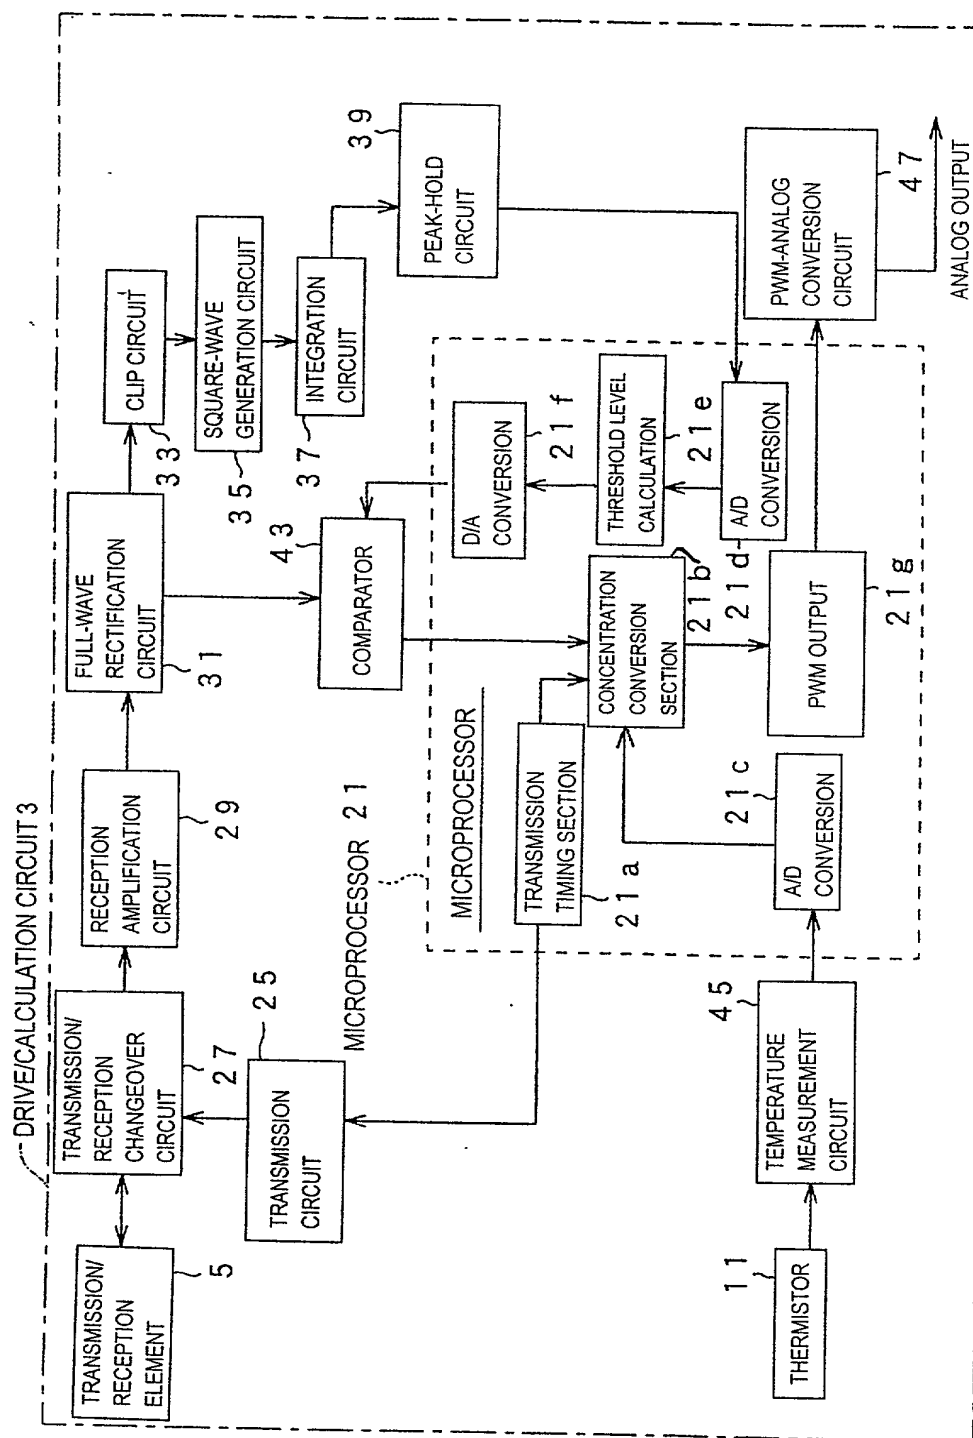 DRIVE/CALCULATION CIRCUIT 3
TRANSMISSION/
RECEPTION
ELEMENT
5
TRANSMISSION/
RECEPTION
CHANGEOVER
CIRCUIT
27
RECEPTION
AMPLIFICATION
CIRCUIT
29
FULL-WAVE
RECTIFICATION
CIRCUIT
31
CLIP CIRCUIT
33
SQUARE-WAVE
GENERATION CIRCUIT
35
INTEGRATION
CIRCUIT
37
PEAK-HOLD
CIRCUIT
39
TRANSMISSION
CIRCUIT
25
MICROPROCESSOR 21
COMPARATOR
43
MICROPROCESSOR
TRANSMISSION
TIMING SECTION
21a
CONCENTRATION
CONVERSION
SECTION
21b
D/A
CONVERSION
21f
THRESHOLD LEVEL
CALCULATION
21e
A/D
CONVERSION
21d
A/D
CONVERSION
21c
PWM OUTPUT
21g
PWM-ANALOG
CONVERSION
CIRCUIT
47
ANALOG OUTPUT
THERMISTOR
11
TEMPERATURE
MEASUREMENT
CIRCUIT
45